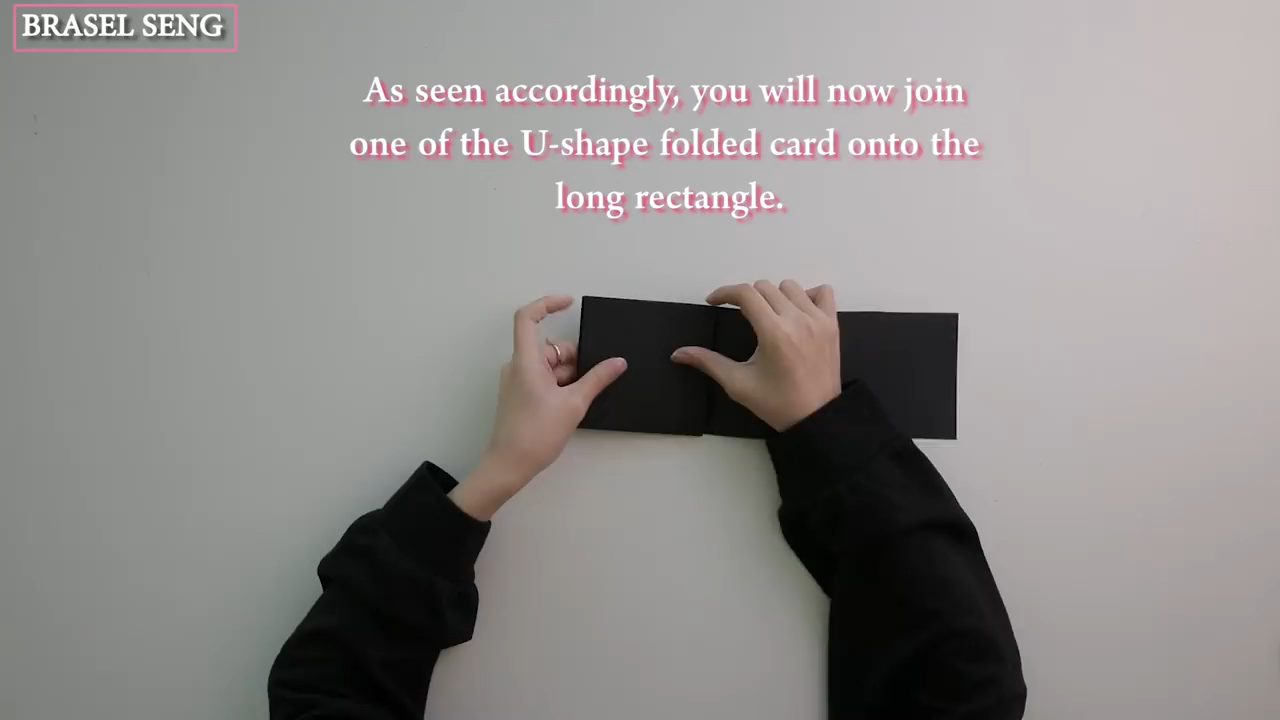 BRASEL SENG
As seen accordingly, you will now join
one of the U-shape folded card onto the
long rectangle.